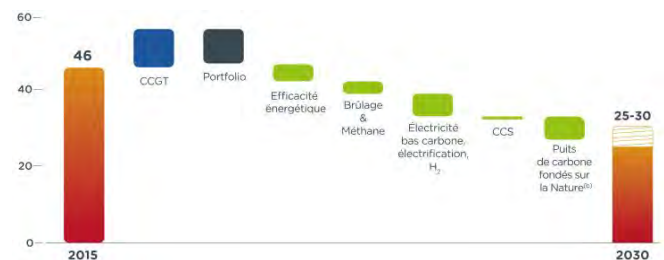 60
46
40
20
0
2015
CCGT
Portfolio
Efficacité
énergétique
Brûlage
&
Méthane
Électricité
bas carbone,
électrification,
H₂
CCS
Puits
de carbone
fondés sur
la Nature⁽ᵇ⁾
25-30
2030